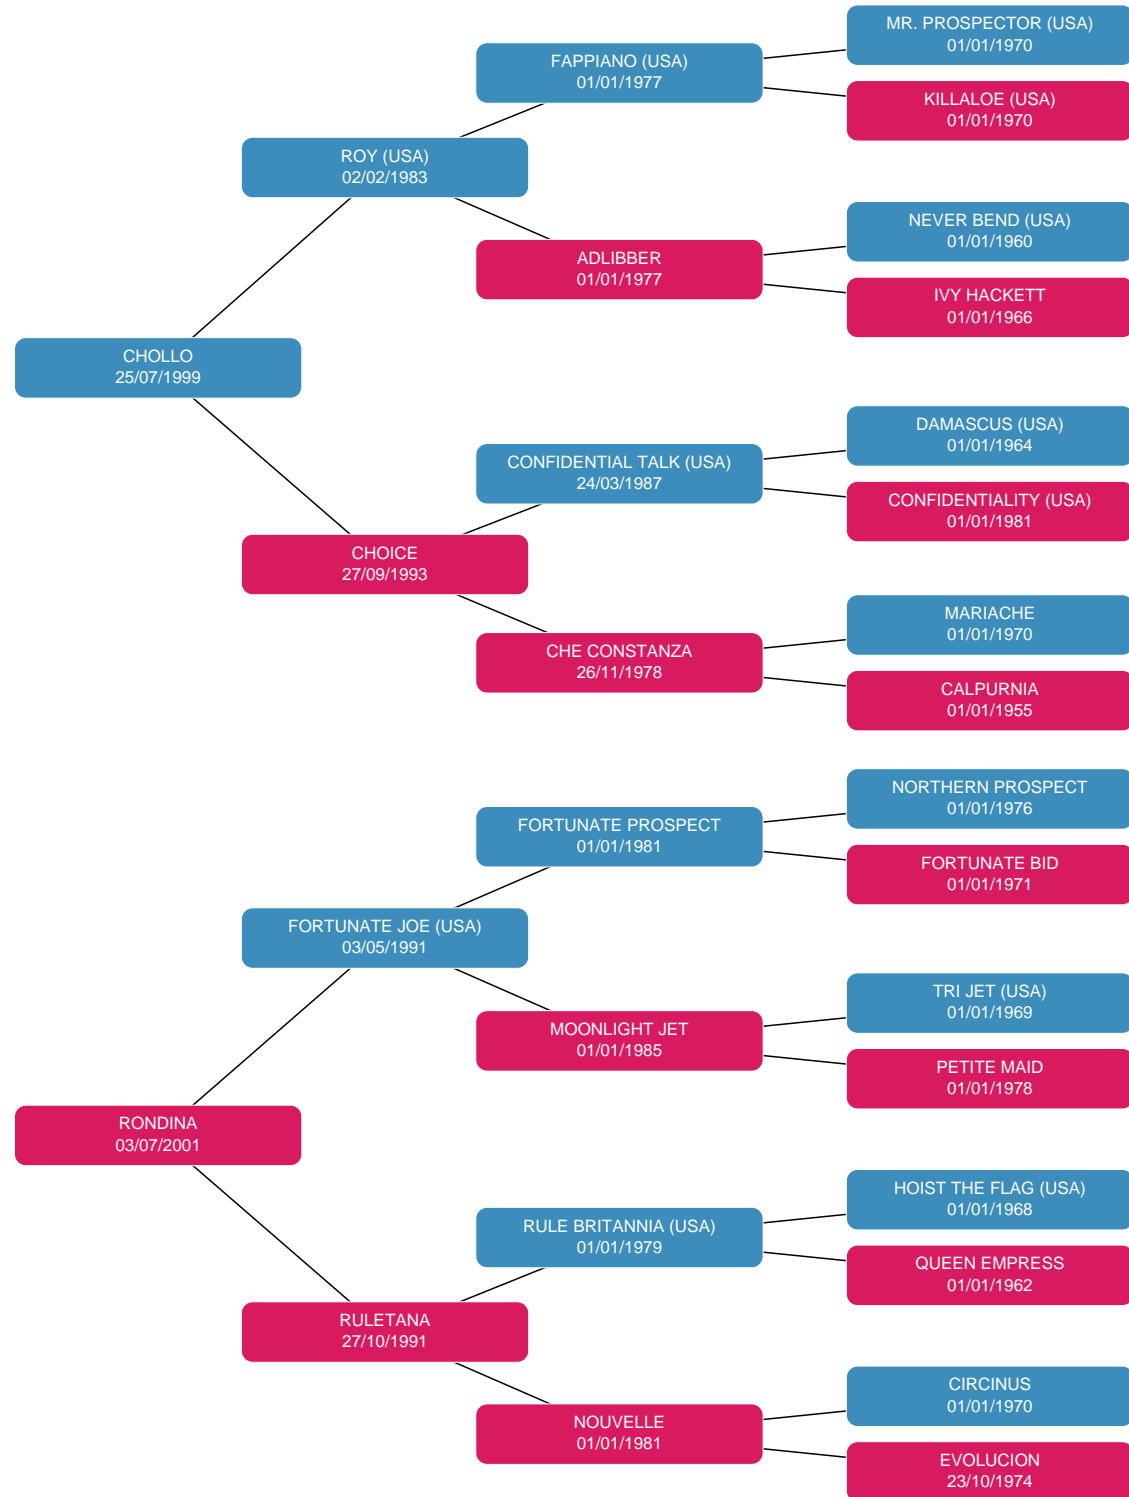 MR. PROSPECTOR (USA)
01/01/1970
FAPPIANO (USA)
01/01/1977
KILLALOE (USA)
01/01/1970
ROY (USA)
02/02/1983
NEVER BEND (USA)
01/01/1960
ADLIBBER
01/01/1977
IVY HACKETT
01/01/1966
CHOLLO
25/07/1999
DAMASCUS (USA)
01/01/1964
CONFIDENTIAL TALK (USA)
24/03/1987
CONFIDENTIALITY (USA)
01/01/1981
CHOICE
27/09/1993
MARIACHE
01/01/1970
CHE CONSTANZA
26/11/1978
CALPURNIA
01/01/1955
NORTHERN PROSPECT
01/01/1976
FORTUNATE PROSPECT
01/01/1981
FORTUNATE BID
01/01/1971
FORTUNATE JOE (USA)
03/05/1991
TRI JET (USA)
01/01/1969
MOONLIGHT JET
01/01/1985
PETITE MAID
01/01/1978
RONDINA
03/07/2001
HOIST THE FLAG (USA)
01/01/1968
RULE BRITANNIA (USA)
01/01/1979
QUEEN EMPRESS
01/01/1962
RULETANA
27/10/1991
CIRCINUS
01/01/1970
NOUVELLE
01/01/1981
EVOLUCION
23/10/1974